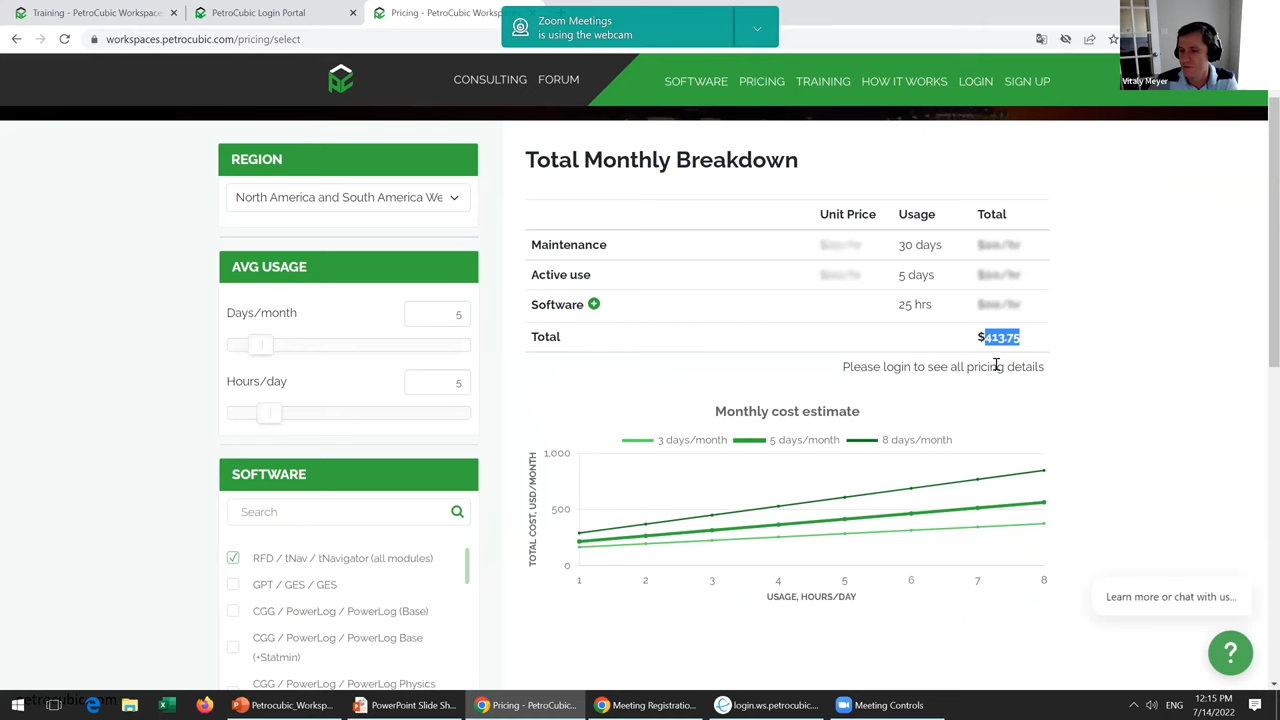 Training - PetroCubic Workspac
PetroCubic Login Portal
Pricing - PetroCubic Workspa
Zoom Meetings
is using the webcam
workspaces.petrocubic.com/pricing/select
Vitaly Meyer
CONSULTING
FORUM
SOFTWARE
PRICING
TRAINING
HOW IT WORKS
LOGIN
SIGN UP
REGION
North America and South America We
AVG USAGE
Days/month
5
Hours/day
5
SOFTWARE
Search
RFD / tNav / tNavigator (all modules)
GPT / GES / GES
CGG / PowerLog / PowerLog (Base)
CGG / PowerLog / PowerLog Base
(+Statmin)
CGG / PowerLog / PowerLog Physics
Total Monthly Breakdown
Unit Price Usage Total
Maintenance 30 days
Active use 5 days
Software 25 hrs
Total $413.75
Please login to see all pricing details
Monthly cost estimate
3 days/month 5 days/month 8 days/month
TOTAL COST, USD/MONTH
1,000
500
0
1 2 3 4 5 6 7 8
USAGE, HOURS/DAY
Learn more or chat with us...
?
Petrocubic_Worksp...
PowerPoint Slide Sh...
Pricing - PetroCubic...
Meeting Registratio...
login.ws.petrocubic....
Meeting Controls
ENG
12:15 PM
7/14/2022